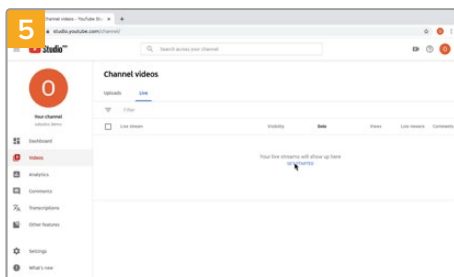 5
Channel videos - YouTube St
studio.youtube.com/channel/
Studio
Search across your channel
Channel videos
Uploads Live
Filter
Live stream Visibility Date Views Live viewers Comments
Your live streams will show up here
GET STARTED
O
Your channel
Dashboard
Videos
Analytics
Comments
Transcriptions
Other features
Settings
What's new